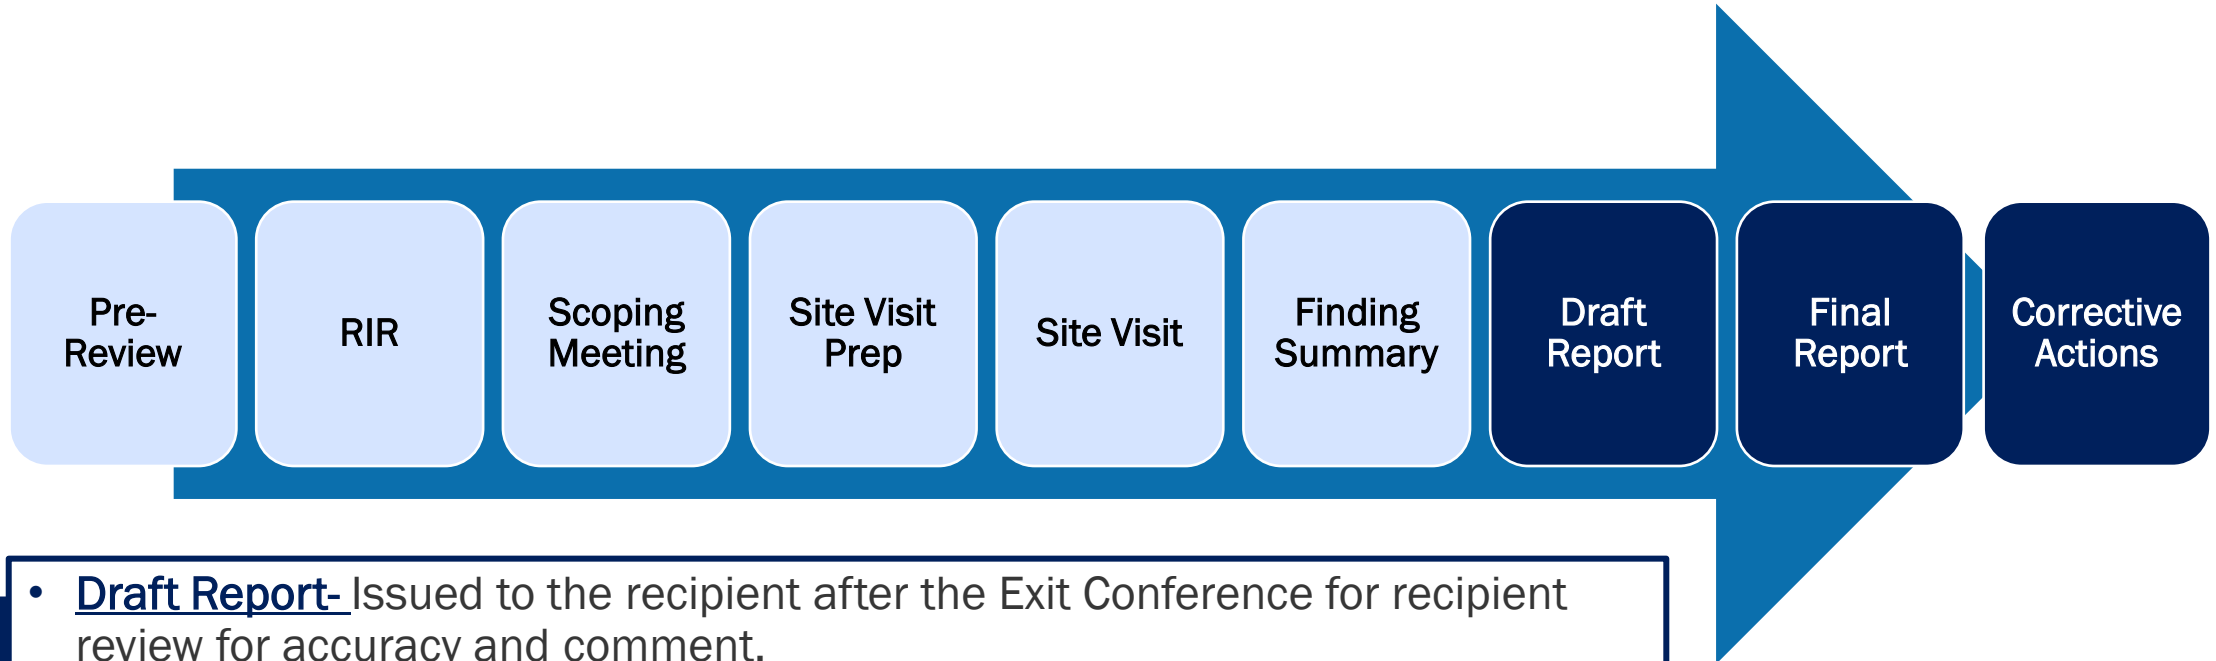 Pre-
Review
RIR
Scoping
Meeting
Site Visit
Prep
Site Visit
Finding
Summary
Draft
Report
Final
Report
Corrective
Actions
• Draft Report- Issued to the recipient after the Exit Conference for recipient
review for accuracy and comment.